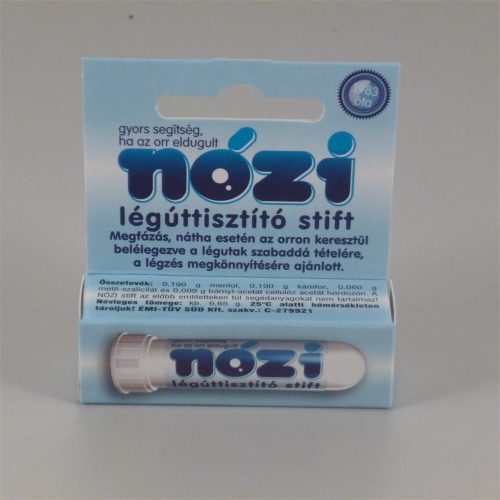 1983
óta
gyors segítség,
ha az orr eldugult
nózi
légúttisztító stift
Megfázás, nátha esetén az orron keresztül
belélegezve a légutak szabaddá tételére,
a légzés megkönnyítésére ajánlott.
Összetevők: 0,190 g mentol, 0,190 g kámfor, 0,060 g
metil-szalicilát és 0,009 g bornyl-acetát cellulóz acetát hordozón. A
NÓZI stift az előbb említetteken túl segédanyagokat nem tartalmaz!
Névleges tömege: kb. 6,65 g. 25°C alatti hőmérsékleten
tároljuk! ÉMI-TÜV SÜD Kft. szakv.: C-279921
ha az orr eldugult
nózi
légúttisztító stift